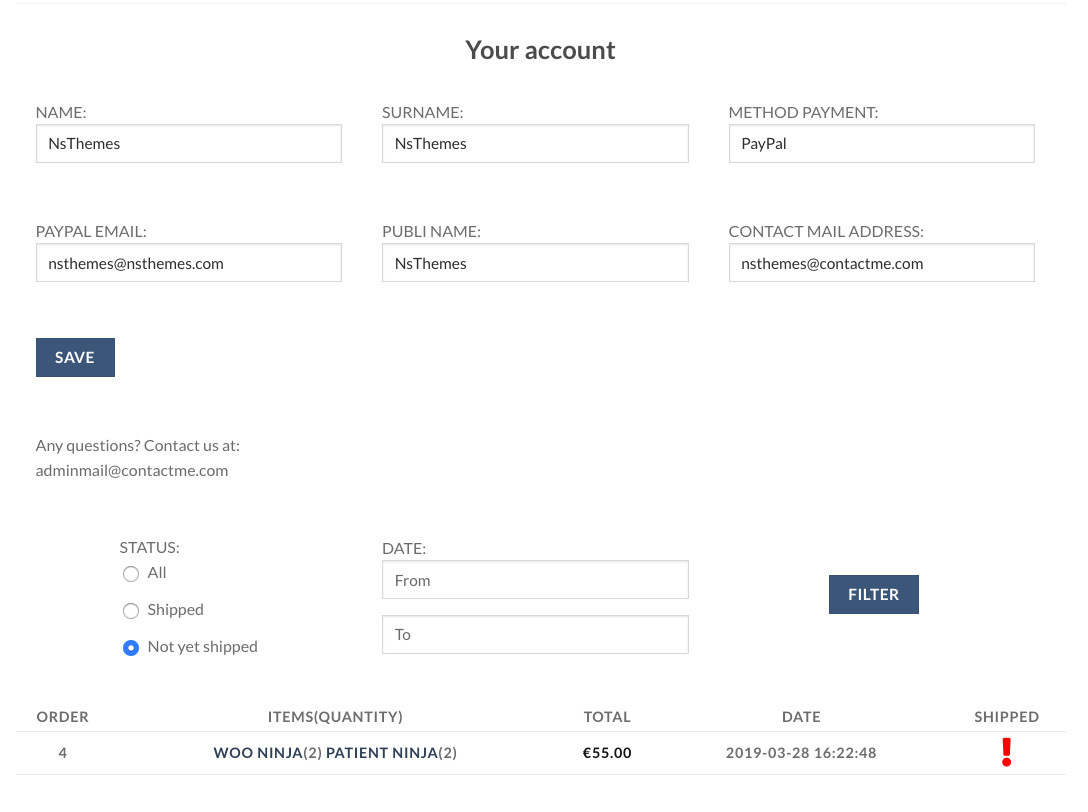 Your account
NAME:
NsThemes
SURNAME:
NsThemes
METHOD PAYMENT:
PayPal
PAYPAL EMAIL:
nsthemes@nsthemes.com
PUBLI NAME:
NsThemes
CONTACT MAIL ADDRESS:
nsthemes@contactme.com
SAVE
Any questions? Contact us at:
adminmail@contactme.com
STATUS:
All
Shipped
Not yet shipped
DATE:
From
To
FILTER
ORDER ITEMS(QUANTITY) TOTAL DATE SHIPPED
4 WOO NINJA(2) PATIENT NINJA(2) €55.00 2019-03-28 16:22:48 !